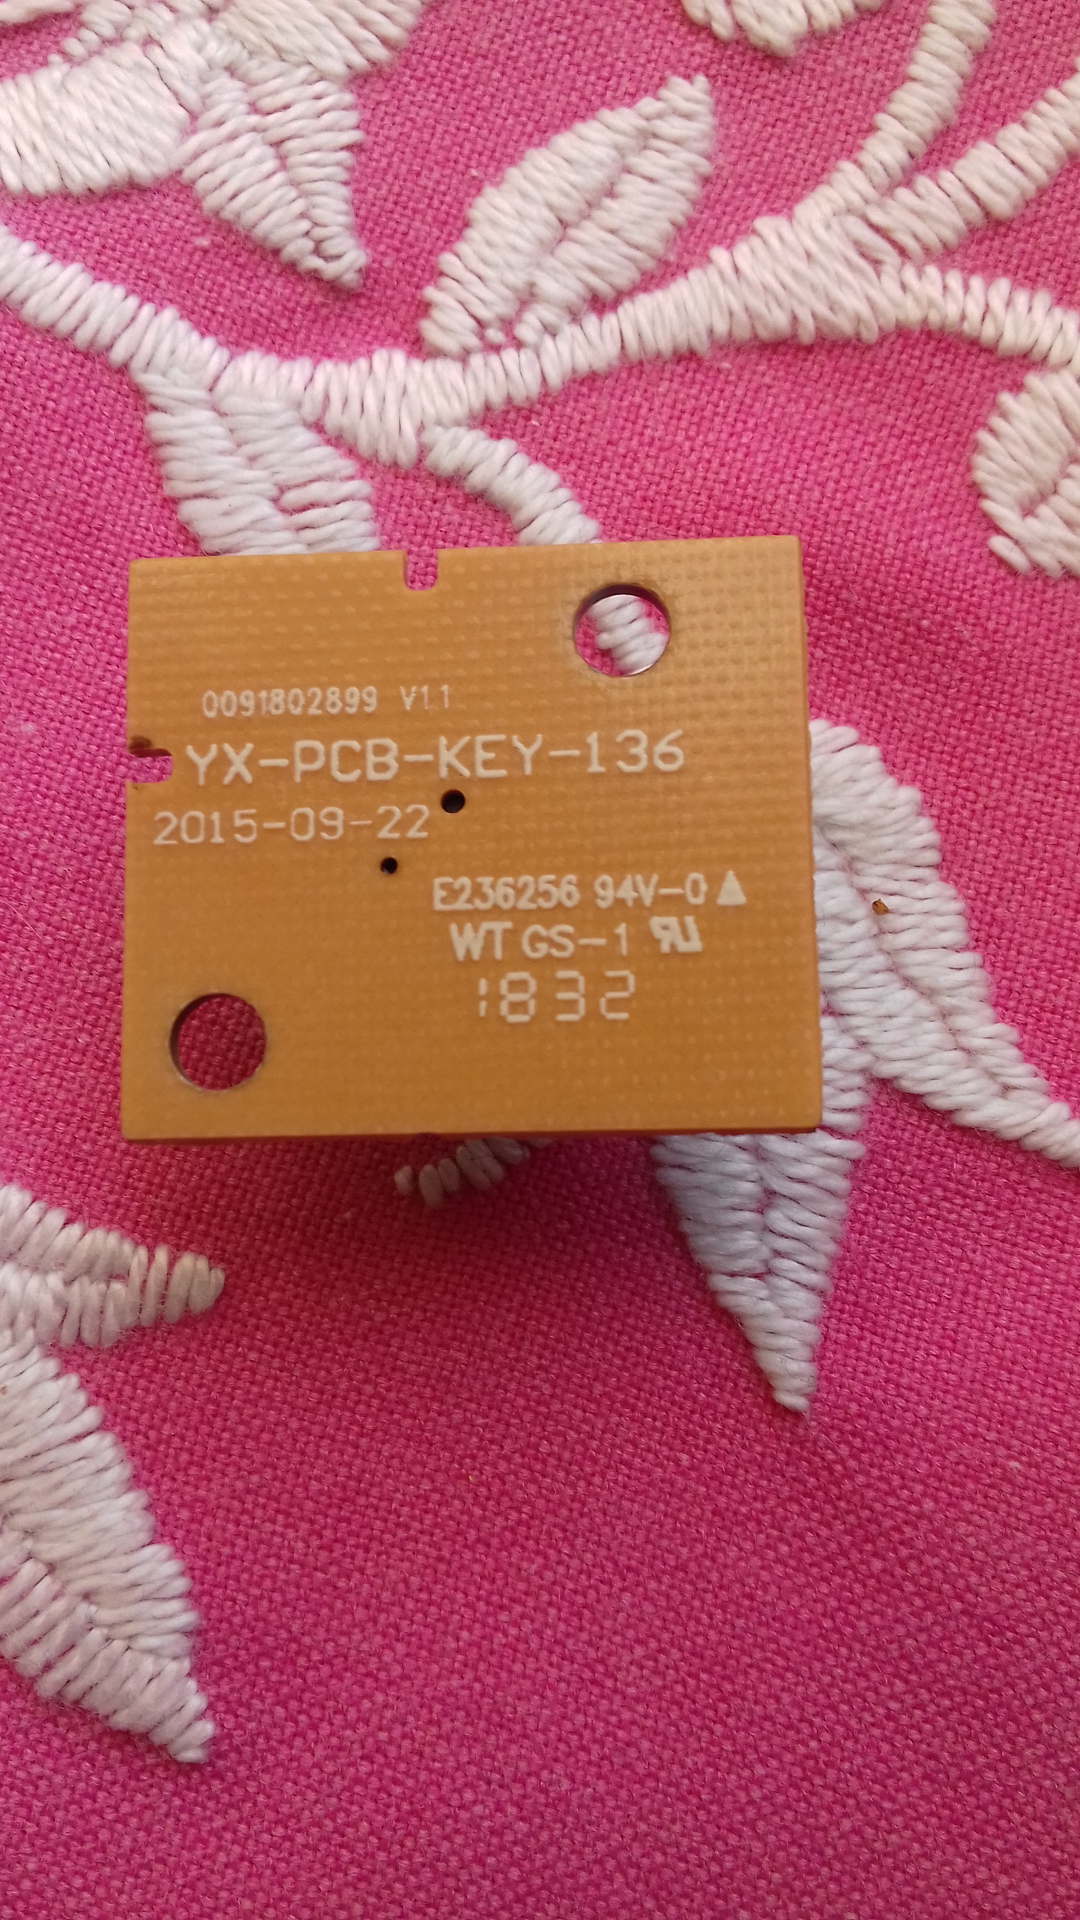 0091802899 V1.1
YX-PCB-KEY-136
2015-09-22
E236256 94V-0
WT GS-1
1832